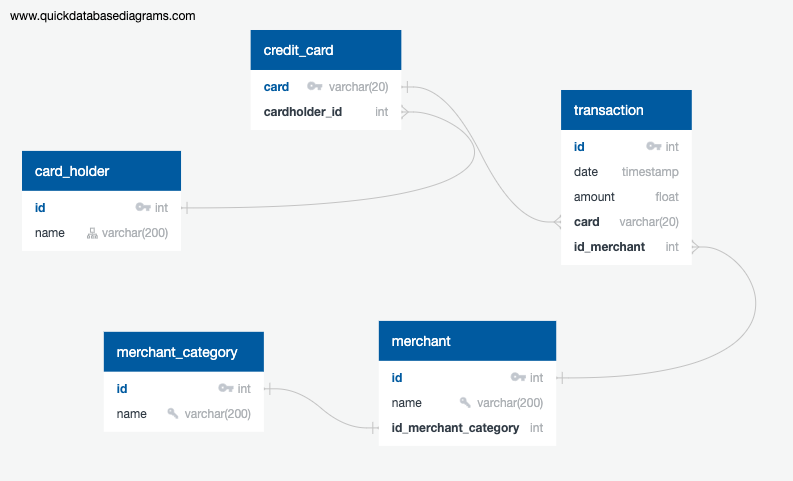 www.quickdatabasediagrams.com
credit_card
card varchar(20)
cardholder_id int
transaction
id int
date timestamp
amount float
card varchar(20)
id_merchant int
card_holder
id int
name varchar(200)
merchant_category
id int
name varchar(200)
merchant
id int
name varchar(200)
id_merchant_category int